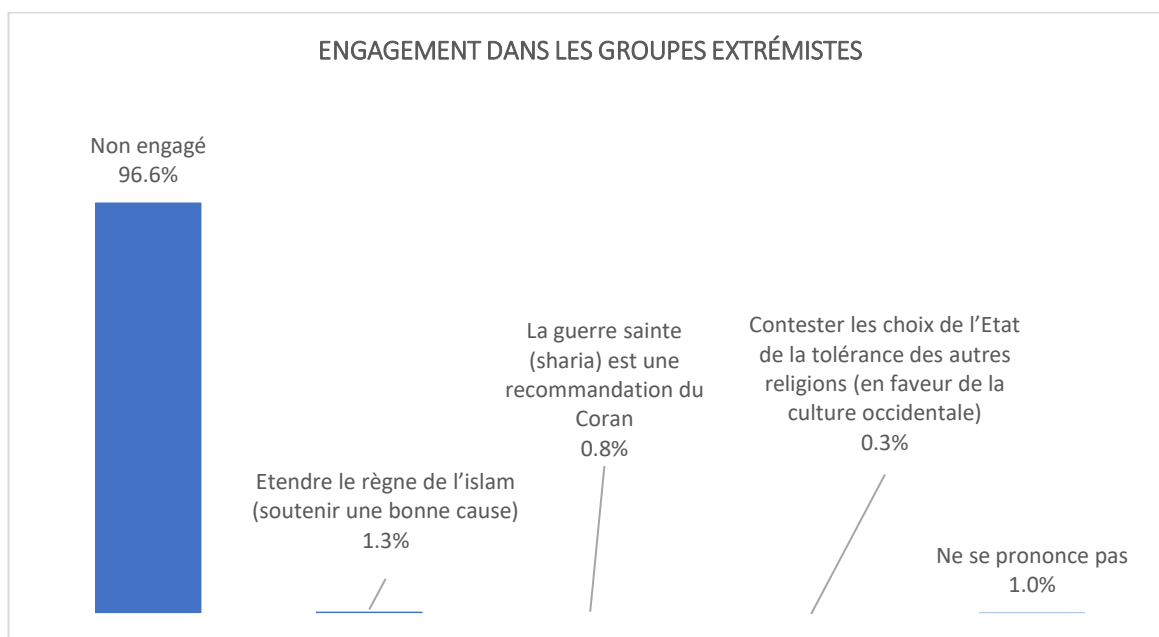 ENGAGEMENT DANS LES GROUPES EXTRÉMISTES
Non engagé
96.6%
Etendre le règne de l’islam
(soutenir une bonne cause)
1.3%
La guerre sainte
(sharia) est une
recommandation du
Coran
0.8%
Contester les choix de l’Etat
de la tolérance des autres
religions (en faveur de la
culture occidentale)
0.3%
Ne se prononce pas
1.0%